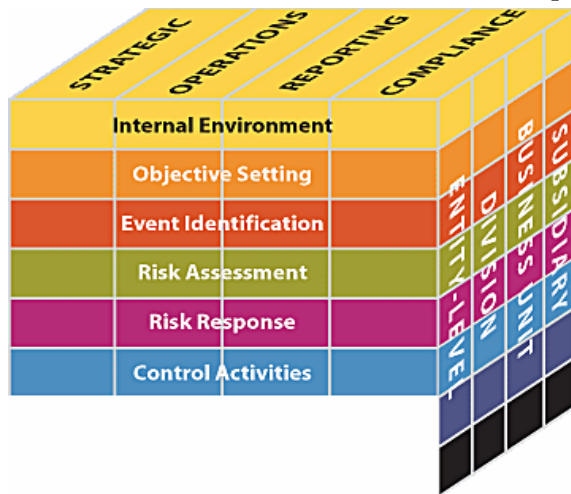 STRATEGIC
OPERATIONS
REPORTING
COMPLIANCE
Internal Environment
Objective Setting
Event Identification
Risk Assessment
Risk Response
Control Activities
ENTITY-LEVEL
DIVISION
BUSINESS UNIT
SUBSIDIARY